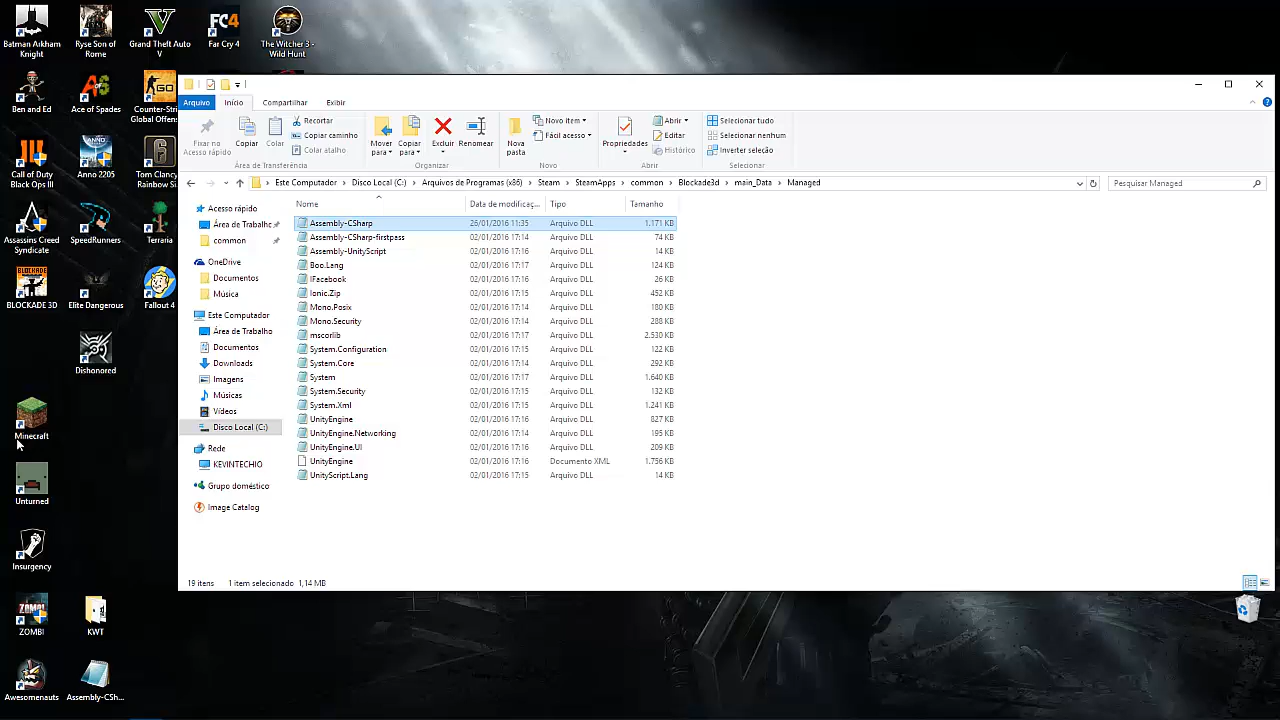 Batman Arkham Knight
Ryse Son of Rome
Grand Theft Auto V
Far Cry 4
The Witcher 3 - Wild Hunt
Ben and Ed
Ace of Spades
Counter-Stri Global Offens
Call of Duty Black Ops III
Anno 2205
Tom Clancy Rainbow Si
Assassins Creed Syndicate
SpeedRunners
Terraria
BLOCKADE 3D
Elite Dangerous
Fallout 4
Dishonored
Minecraft
Unturned
Insurgency
ZOMBI
KWT
Awesomenauts
Assembly-CSh...
Arquivo Início Compartilhar Exibir
Fixar no Acesso rápido
Copiar
Colar
Recortar
Copiar caminho
Colar atalho
Área de Transferência
Mover para
Copiar para
Excluir
Renomear
Organizar
Nova pasta
Novo item
Fácil acesso
Novo
Propriedades
Abrir
Editar
Histórico
Abrir
Selecionar tudo
Selecionar nenhum
Inverter seleção
Selecionar
Este Computador > Disco Local (C:) > Arquivos de Programas (x86) > Steam > SteamApps > common > Blockade3d > main_Data > Managed
Pesquisar Managed
Acesso rápido
Área de Trabalho
common
OneDrive
Documentos
Música
Este Computador
Área de Trabalho
Documentos
Downloads
Imagens
Músicas
Vídeos
Disco Local (C:)
Rede
KEVINTECHIO
Grupo doméstico
Image Catalog
Nome Data de modificaç... Tipo Tamanho
Assembly-CSharp 26/01/2016 11:35 Arquivo DLL 1.171 KB
Assembly-CSharp-firstpass 02/01/2016 17:14 Arquivo DLL 74 KB
Assembly-UnityScript 02/01/2016 17:16 Arquivo DLL 14 KB
Boo.Lang 02/01/2016 17:17 Arquivo DLL 124 KB
IFacebook 02/01/2016 17:16 Arquivo DLL 26 KB
Ionic.Zip 02/01/2016 17:15 Arquivo DLL 452 KB
Mono.Posix 02/01/2016 17:14 Arquivo DLL 180 KB
Mono.Security 02/01/2016 17:14 Arquivo DLL 288 KB
mscorlib 02/01/2016 17:17 Arquivo DLL 2.530 KB
System.Configuration 02/01/2016 17:15 Arquivo DLL 122 KB
System.Core 02/01/2016 17:14 Arquivo DLL 292 KB
System 02/01/2016 17:17 Arquivo DLL 1.640 KB
System.Security 02/01/2016 17:15 Arquivo DLL 132 KB
System.Xml 02/01/2016 17:15 Arquivo DLL 1.241 KB
UnityEngine 02/01/2016 17:16 Arquivo DLL 827 KB
UnityEngine.Networking 02/01/2016 17:14 Arquivo DLL 195 KB
UnityEngine.UI 02/01/2016 17:16 Arquivo DLL 209 KB
UnityEngine 02/01/2016 17:16 Documento XML 1.756 KB
UnityScript.Lang 02/01/2016 17:15 Arquivo DLL 14 KB
19 itens 1 item selecionado 1,14 MB